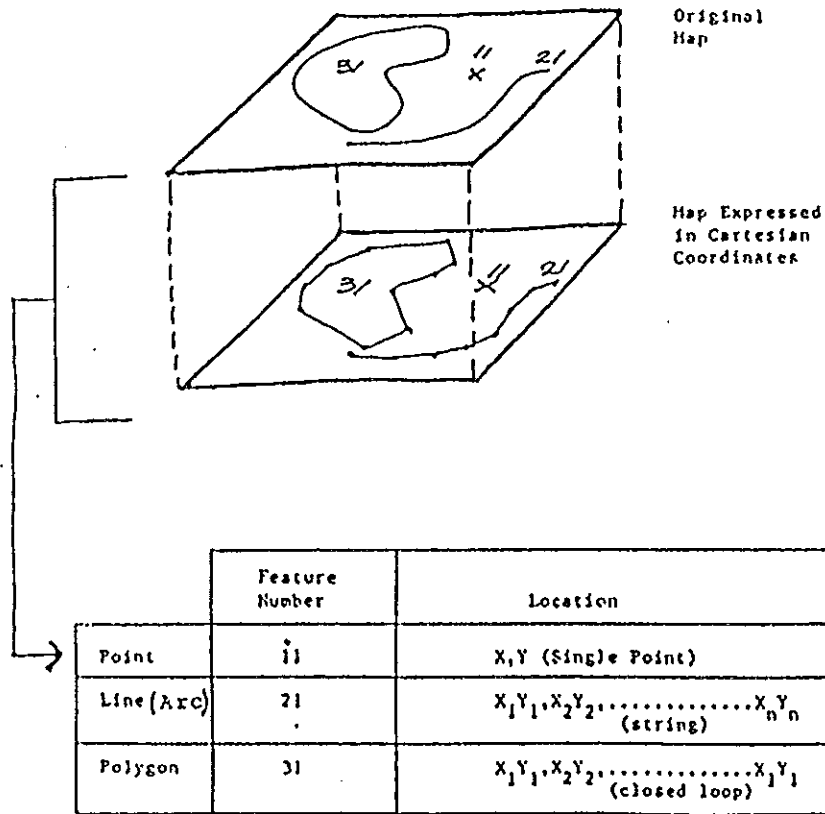 Original
Map
31
11
x
21
Map Expressed
in Cartesian
Coordinates
31
11
x
21
Feature
Number
Location
Point
11
X,Y (Single Point)
Line (Arc)
21
X₁Y₁,X₂Y₂,..............XₙYₙ
(string)
Polygon
31
X₁Y₁,X₂Y₂,..............X₁Y₁
(closed loop)